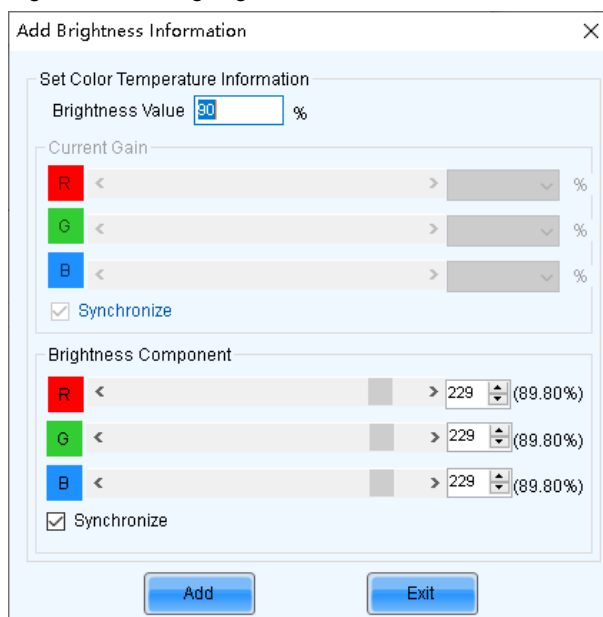 Add Brightness Information
Set Color Temperature Information
Brightness Value 90 %
Current Gain
R %
G %
B %
Synchronize
Brightness Component
R 229 (89.80%)
G 229 (89.80%)
B 229 (89.80%)
Synchronize
Add Exit